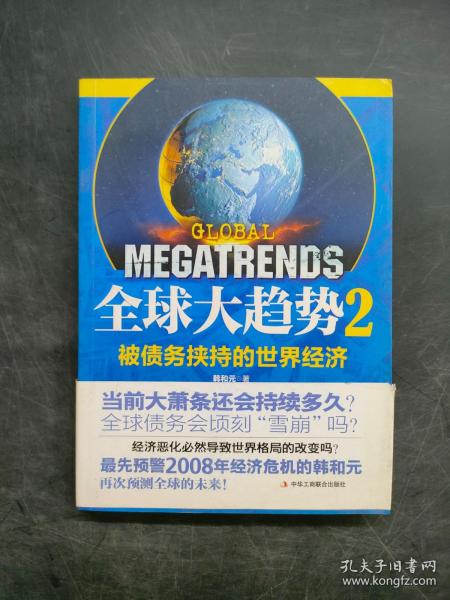 GLOBAL
MEGATRENDS
全球大趋势2
被债务挟持的世界经济
韩和元 著
当前大萧条还会持续多久?
全球债务会顷刻“雪崩”吗?
经济恶化必然导致世界格局的改变吗?
最先预警2008年经济危机的韩和元
再次预测全球的未来!
中华工商联合出版社
孔夫子旧书网
www.kongfz.com